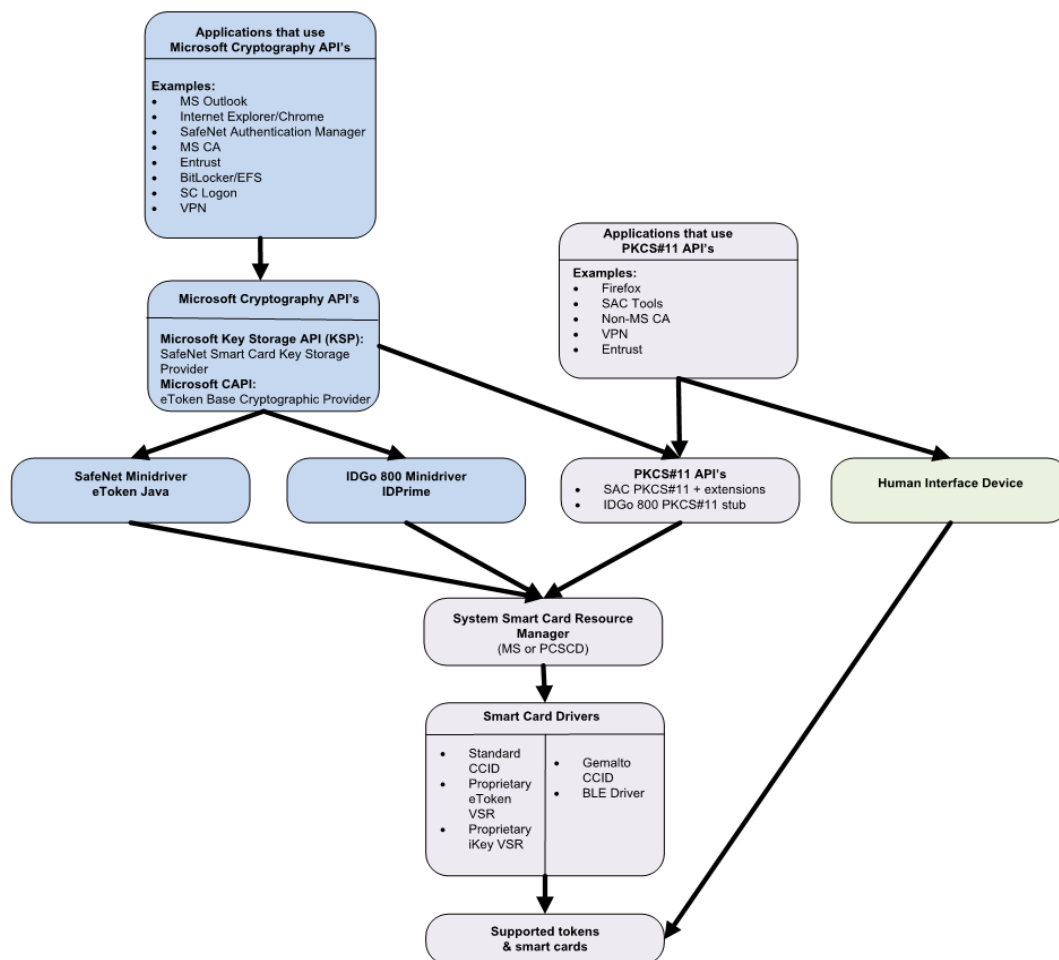 Applications that use
Microsoft Cryptography API's
Examples:
• MS Outlook
• Internet Explorer/Chrome
• SafeNet Authentication Manager
• MS CA
• Entrust
• BitLocker/EFS
• SC Logon
• VPN
Applications that use
PKCS#11 API's
Examples:
• Firefox
• SAC Tools
• Non-MS CA
• VPN
• Entrust
Microsoft Cryptography API's
Microsoft Key Storage API (KSP):
SafeNet Smart Card Key Storage
Provider
Microsoft CAPI:
eToken Base Cryptographic Provider
SafeNet Minidriver
eToken Java
IDGo 800 Minidriver
IDPrime
PKCS#11 API's
• SAC PKCS#11 + extensions
• IDGo 800 PKCS#11 stub
Human Interface Device
System Smart Card Resource
Manager
(MS or PCSCD)
Smart Card Drivers
• Standard
CCID
• Proprietary
eToken
VSR
• Proprietary
iKey VSR
• Gemalto
CCID
• BLE Driver
Supported tokens
& smart cards